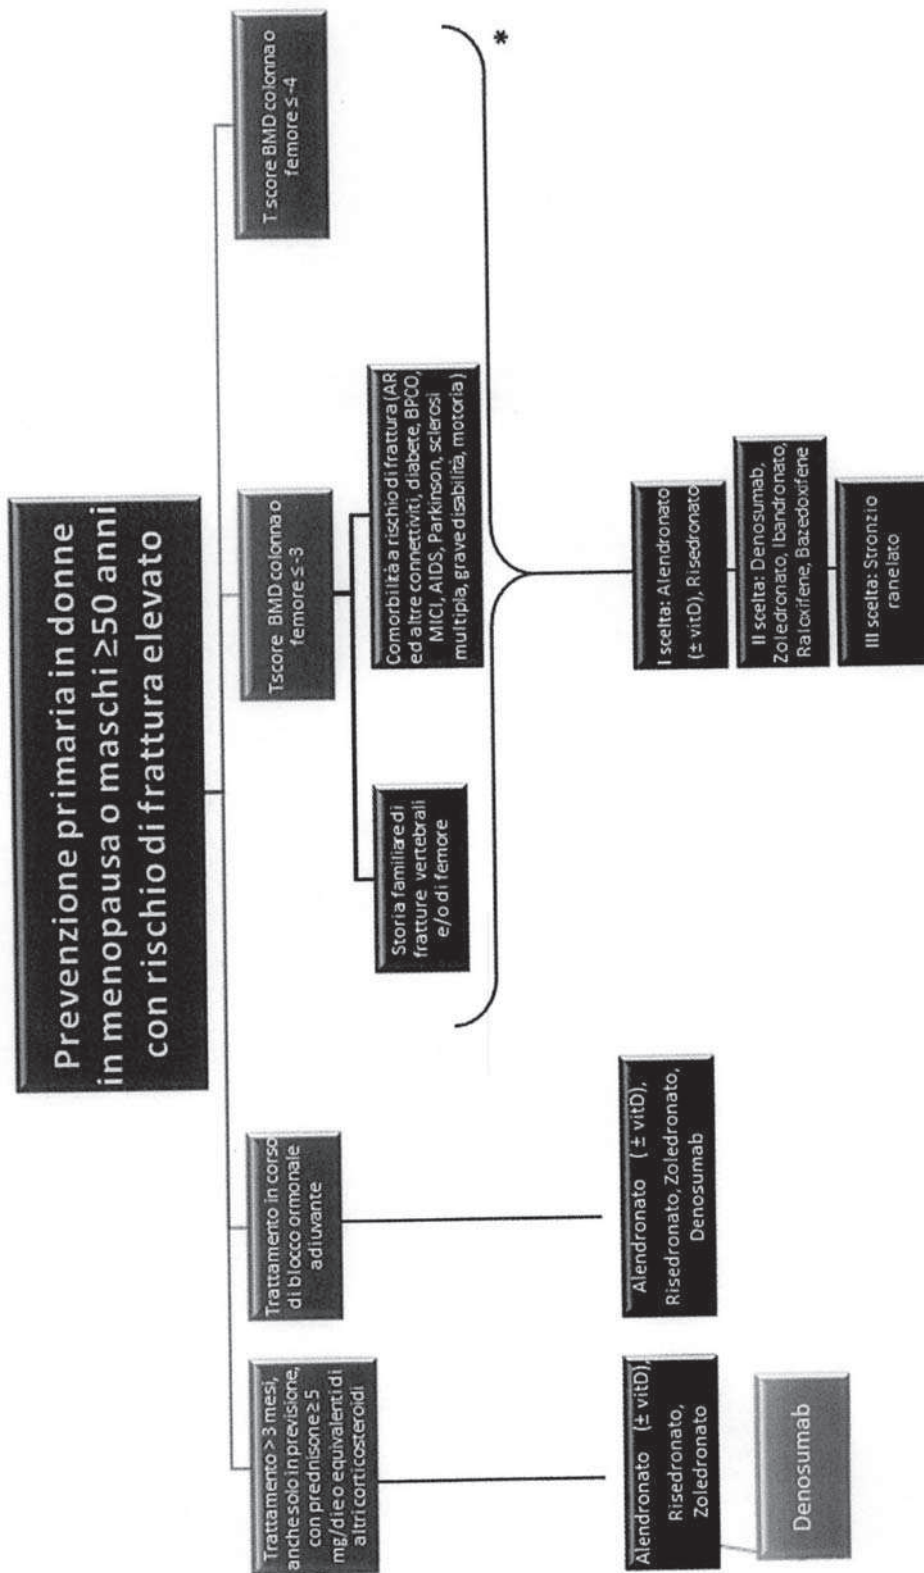 Prevenzione primaria in donne
in menopausa o maschi ≥50 anni
con rischio di frattura elevato
Trattamento > 3 mesi,
anche solo in previsione,
con prednisone ≥ 5
mg/die o equivalenti di
altri corticosteroidi
Trattamento in corso
di blocco ormonale
adiuvante
T score BMD colonna o
femore ≤ -3
T score BMD colonna o
femore ≤ -4
Storia familiare di
fratture vertebrali
e/o di femore
Comorbilità a rischio di frattura (AR
ed altre connettiviti, diabete, BPCO,
MICI, AIDS, Parkinson, sclerosi
multipla, grave disabilità, motoria)
*
Alendronato (± vitD),
Risedronato,
Zoledronato
Denosumab
Alendronato (± vitD),
Risedronato, Zoledronato,
Denosumab
I scelta: Alendronato
(± vitD), Risedronato
II scelta: Denosumab,
Zoledronato, Ibandronato,
Raloxifene, Bazedoxifene
III scelta: Stronzio
ranelato